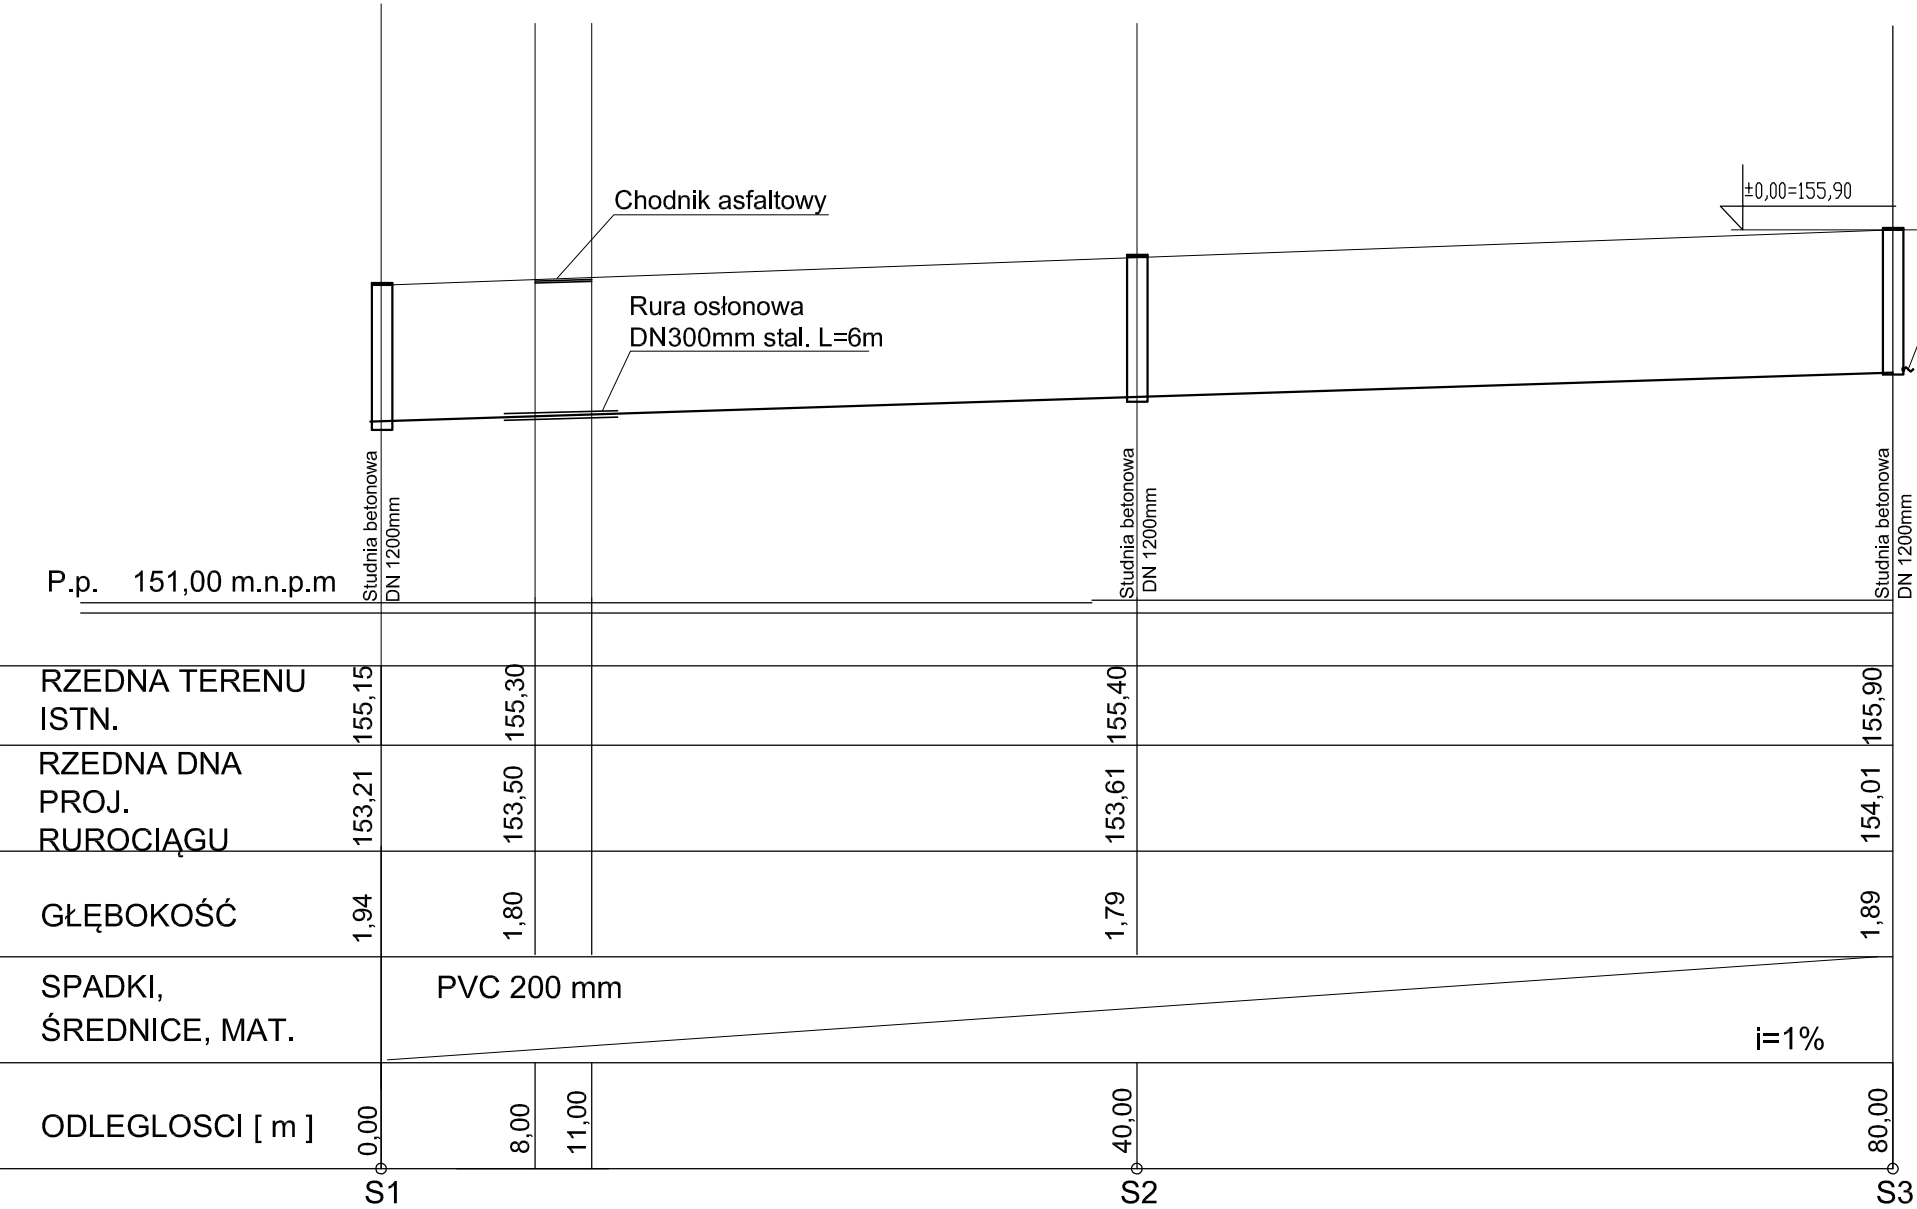 ±0,00=155,90
Chodnik asfaltowy
Rura osłonowa
DN300mm stal. L=6m
Studnia betonowa
DN 1200mm
Studnia betonowa
DN 1200mm
Studnia betonowa
DN 1200mm
P.p. 151,00 m.n.p.m
RZEDNA TERENU
ISTN.
155,15
155,30
155,40
155,90
RZEDNA DNA
PROJ.
RUROCIĄGU
153,21
153,50
153,61
154,01
GŁĘBOKOŚĆ
1,94
1,80
1,79
1,89
SPADKI,
ŚREDNICE, MAT.
PVC 200 mm
i=1%
ODLEGLOSCI [ m ]
0,00
8,00
11,00
40,00
80,00
S1
S2
S3